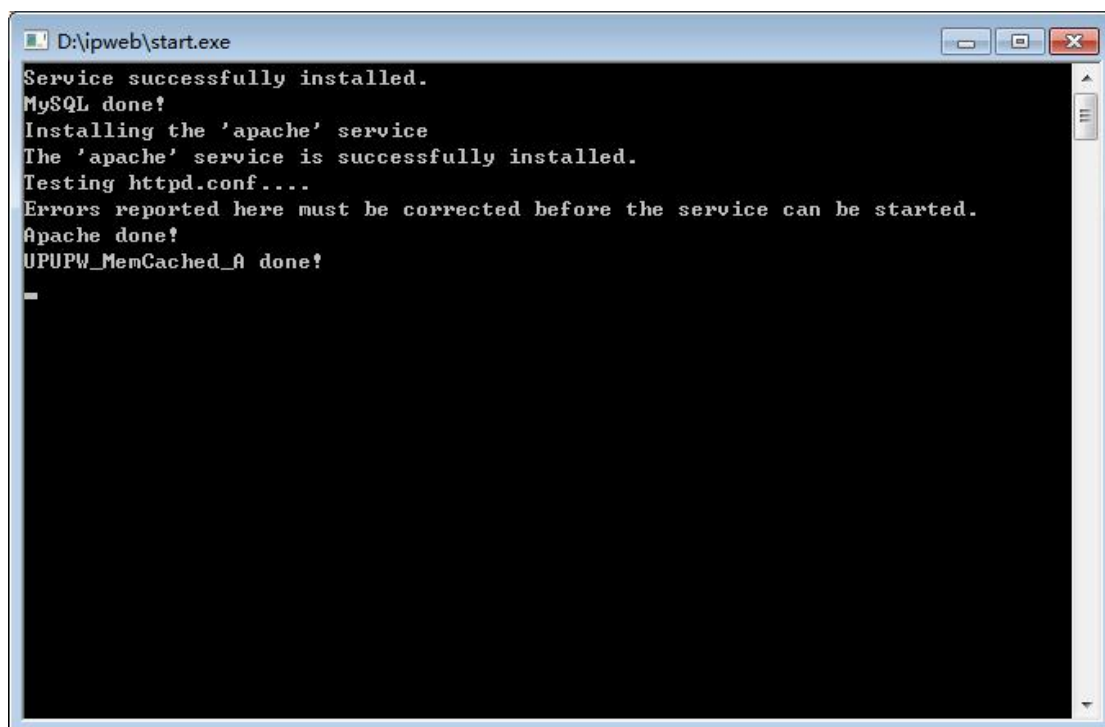 D:\ipweb\start.exe
Service successfully installed.
MySQL done!
Installing the 'apache' service
The 'apache' service is successfully installed.
Testing httpd.conf....
Errors reported here must be corrected before the service can be started.
Apache done!
UPUPW_MemCached_A done!